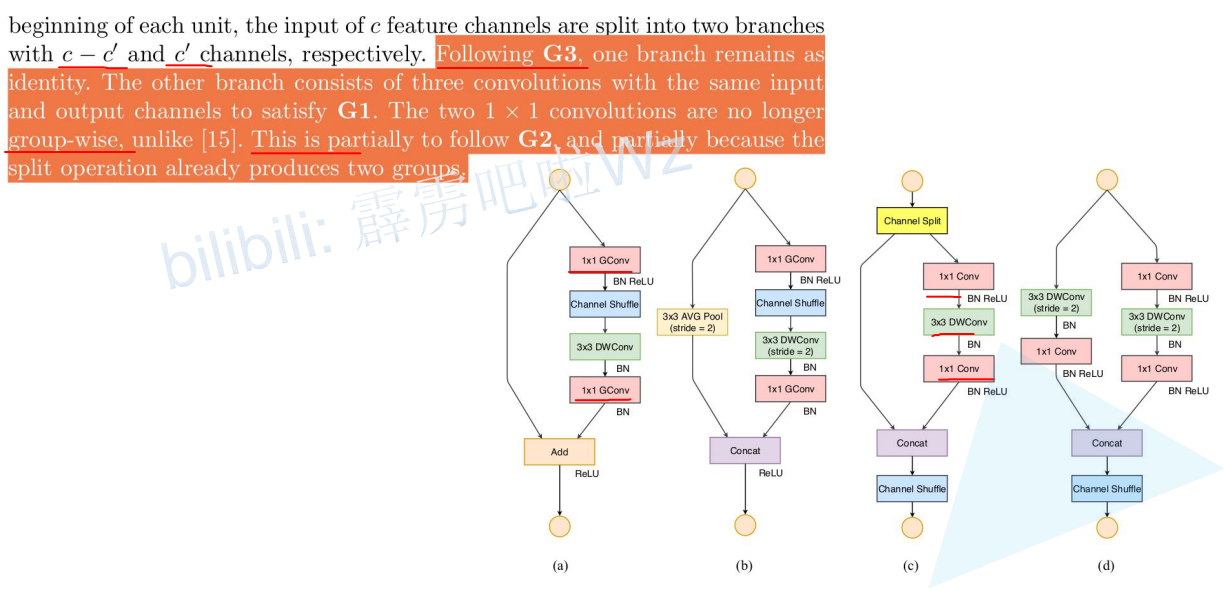 beginning of each unit, the input of c feature channels are split into two branches
with c − c′ and c′ channels, respectively. Following G3, one branch remains as
identity. The other branch consists of three convolutions with the same input
and output channels to satisfy G1. The two 1 × 1 convolutions are no longer
group-wise, unlike [15]. This is partially to follow G2, and partially because the
split operation already produces two groups.
bilibili: 霹雳吧啦Wz
1x1 GConv
BN ReLU
Channel Shuffle
3x3 DWConv
BN
1x1 GConv
BN
Add
ReLU
(a)
3x3 AVG Pool
(stride = 2)
1x1 GConv
BN ReLU
Channel Shuffle
3x3 DWConv
(stride = 2)
BN
1x1 GConv
BN
Concat
ReLU
(b)
Channel Split
1x1 Conv
BN ReLU
3x3 DWConv
BN
1x1 Conv
BN ReLU
Concat
Channel Shuffle
(c)
3x3 DWConv
(stride = 2)
BN
1x1 Conv
BN ReLU
1x1 Conv
BN ReLU
3x3 DWConv
(stride = 2)
BN
1x1 Conv
BN ReLU
Concat
Channel Shuffle
(d)